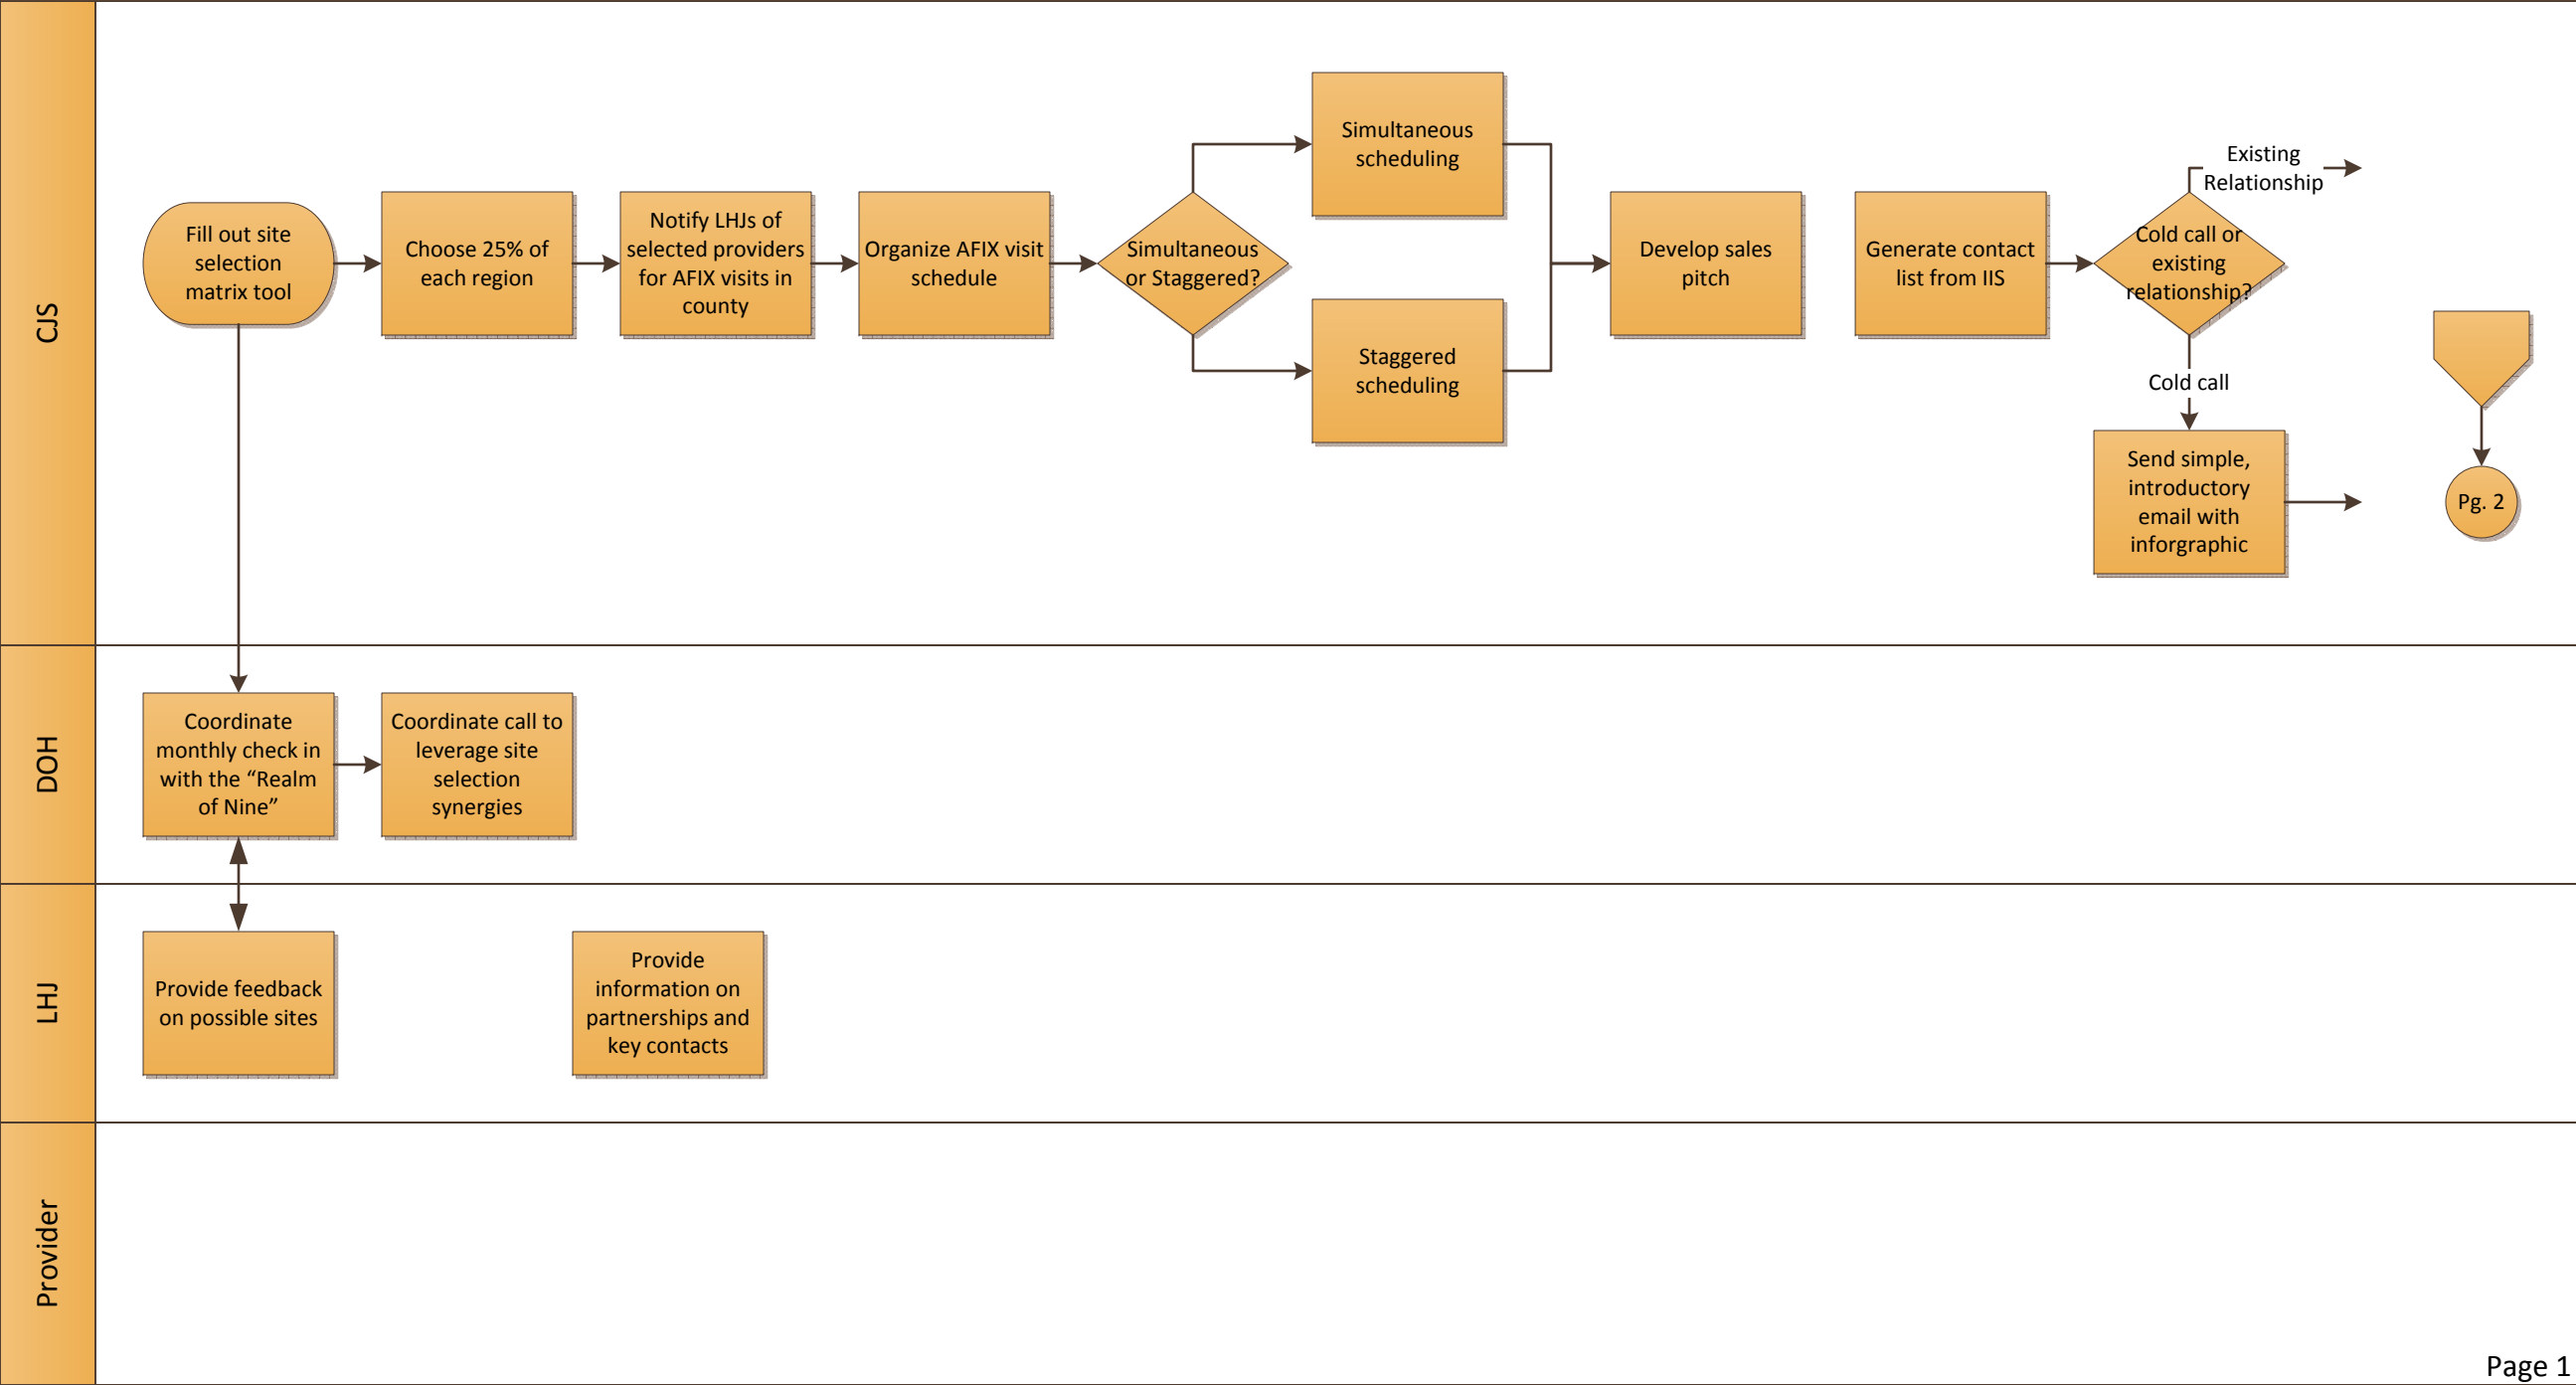 CJS
Fill out site
selection
matrix tool
Choose 25% of
each region
Notify LHJs of
selected providers
for AFIX visits in
county
Organize AFIX visit
schedule
Simultaneous
or Staggered?
Simultaneous
scheduling
Staggered
scheduling
Develop sales
pitch
Generate contact
list from IIS
Cold call or
existing
relationship?
Existing
Relationship
Cold call
Send simple,
introductory
email with
inforgraphic
Pg. 2
DOH
Coordinate
monthly check in
with the “Realm
of Nine”
Coordinate call to
leverage site
selection
synergies
LHJ
Provide feedback
on possible sites
Provide
information on
partnerships and
key contacts
Provider
Page 1